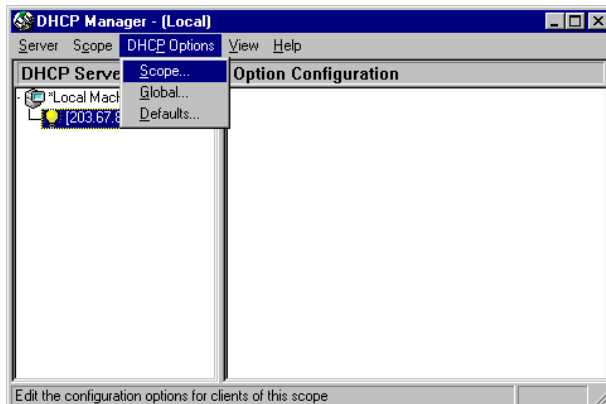 DHCP Manager - (Local)
Server Scope DHCP Options View Help
DHCP Serve Option Configuration
Scope...
*Local Mach
Global...
[203.67.8
Defaults...
Edit the configuration options for clients of this scope